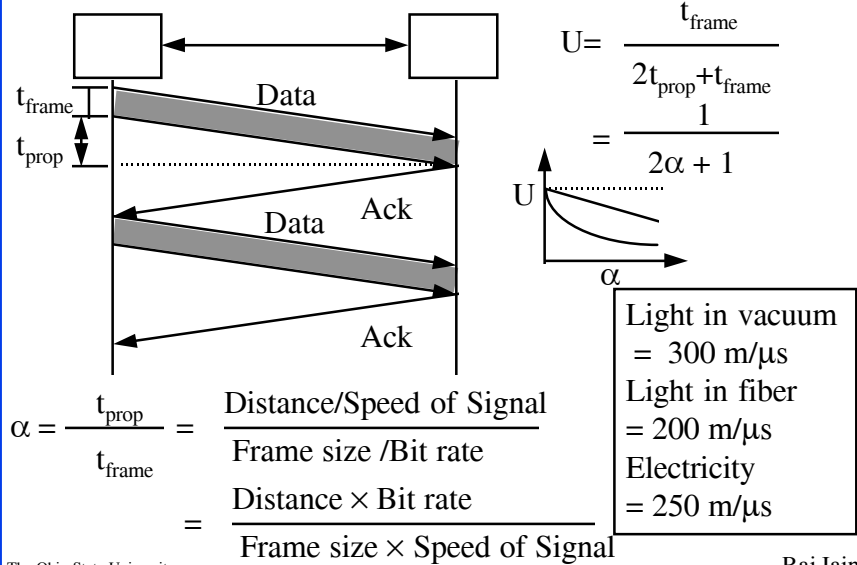 t_frame
U=
2t_prop+t_frame
1
=
2α + 1
t_frame
Data
t_prop
Ack
U
α
Data
Ack
Light in vacuum
= 300 m/μs
Light in fiber
= 200 m/μs
Electricity
= 250 m/μs
α = t_prop = Distance/Speed of Signal
t_frame Frame size /Bit rate
= Distance × Bit rate
Frame size × Speed of Signal
Raj Jain